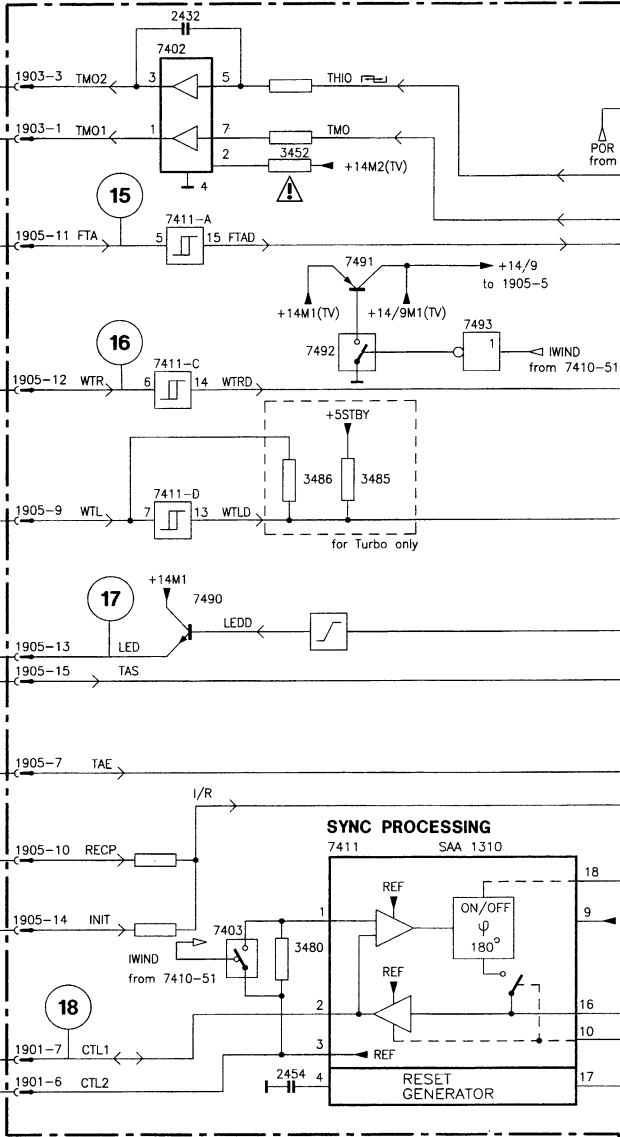 2432
7402
1903-3 TMO2 3 5 THIO
1903-1 TMO1 1 7 TMO
2 3452 +14M2(TV)
4
POR
from
15
7411-A
1905-11 FTA 5 15 FTAD
7491
+14/9
to 1905-5
+14M1(TV) +14/9M1(TV)
7492 7493
1
IWIND
from 7410-51
16
7411-C
1905-12 WTR 6 14 WTRD
+5STBY
3486 3485
7411-D
1905-9 WTL 7 13 WTLD
for Turbo only
+14M1
7490
17
LEDD
1905-13 LED
1905-15 TAS
1905-7 TAE
I/R
SYNC PROCESSING
7411 SAA 1310
1905-10 RECP
18
REF
ON/OFF
φ
180°
1 9
1905-14 INIT
7403
3480
IWIND
from 7410-51
REF
18
2 16
10
1901-7 CTL1
3 REF
1901-6 CTL2
2454 4 17
RESET
GENERATOR